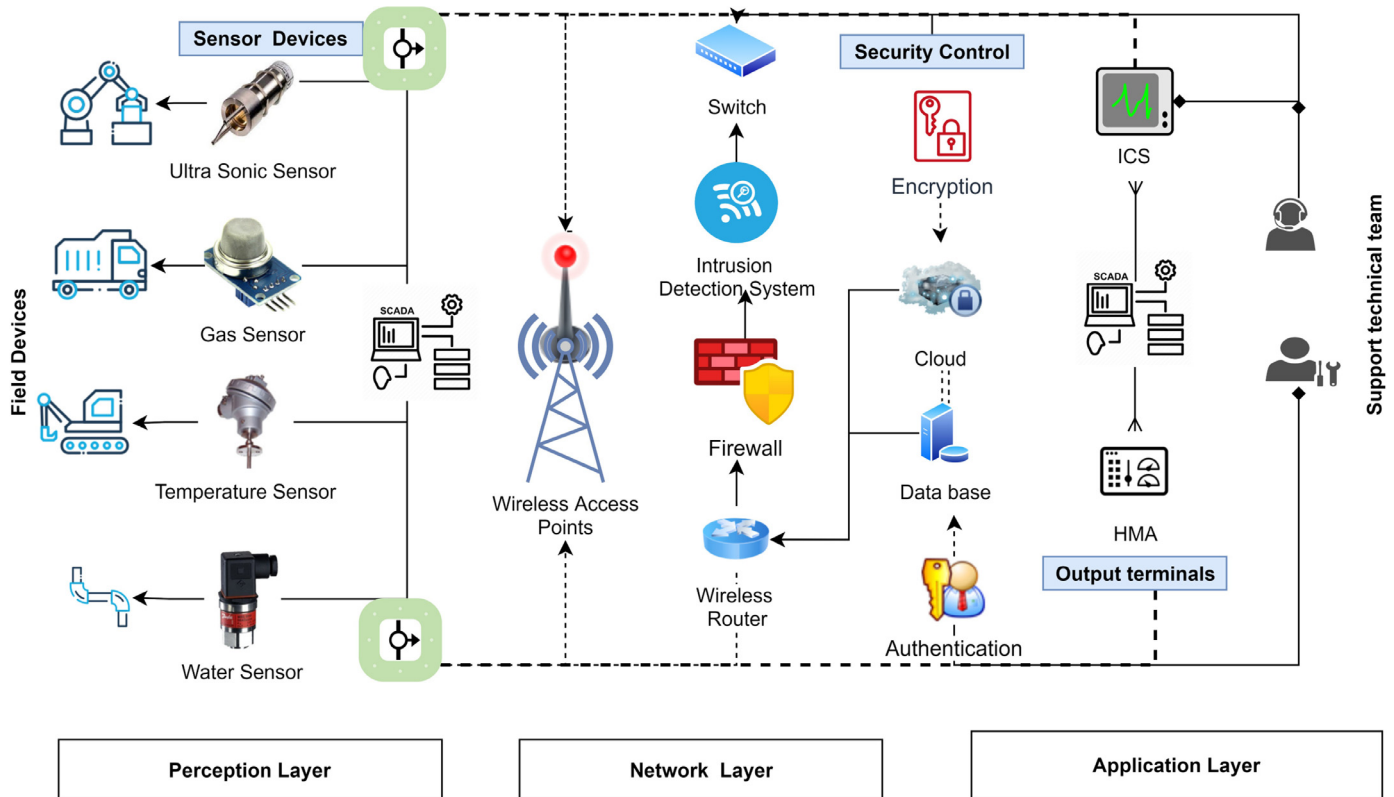 Sensor Devices
Ultra Sonic Sensor
Gas Sensor
Temperature Sensor
Water Sensor
Field Devices
SCADA
Wireless Access
Points
Switch
Intrusion
Detection System
Firewall
Wireless
Router
Security Control
Encryption
Cloud
Data base
Authentication
ICS
SCADA
HMA
Output terminals
Support technical team
Perception Layer
Network Layer
Application Layer